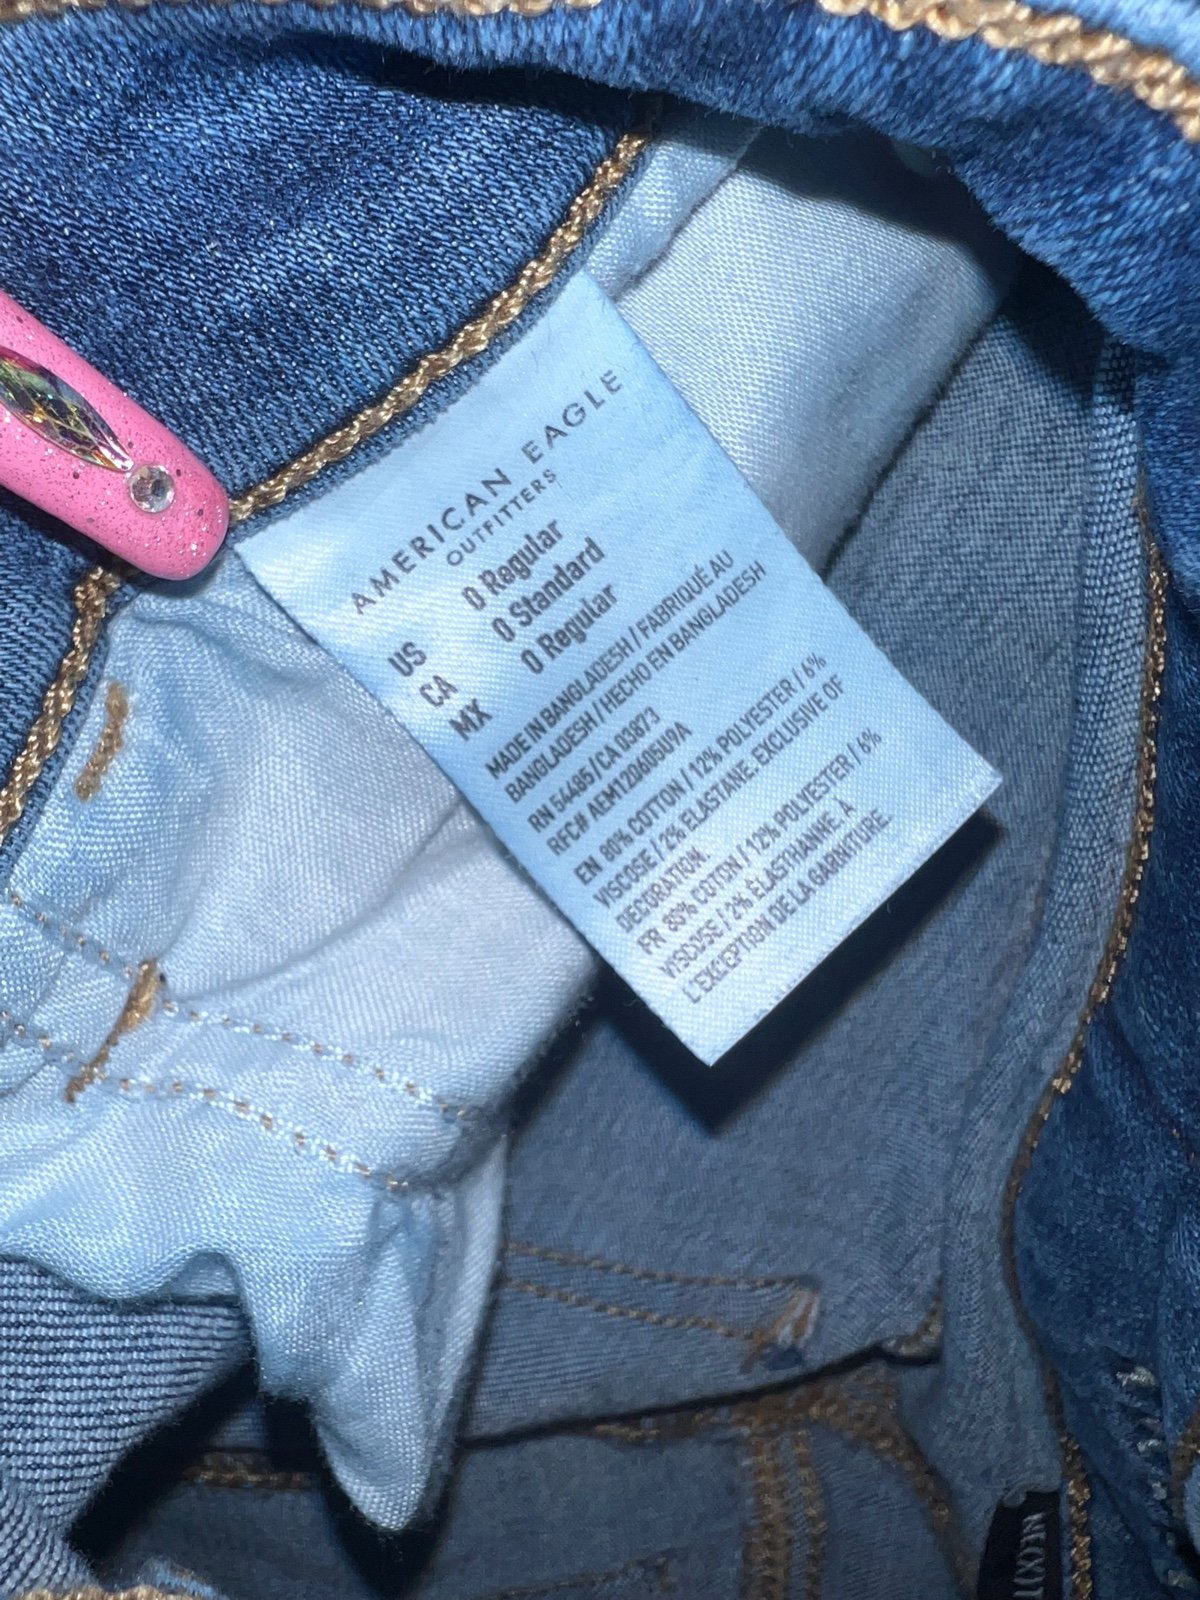 AMERICAN EAGLE
OUTFITTERS
US 0 Regular
CA 0 Standard
MX 0 Regular
MADE IN BANGLADESH / FABRIQUÉ AU
BANGLADESH / HECHO EN BANGLADESH
RN 54485 / CA 03873
RFC# AEM120605U9A
EN 80% COTTON / 12% POLYESTER / 6%
VISCOSE / 2% ELASTANE, EXCLUSIVE OF
DECORATION.
FR 80% COTON / 12% POLYESTER / 6%
VISCOSE / 2% ÉLASTHANNE À
L'EXCEPTION DE LA GARNITURE.